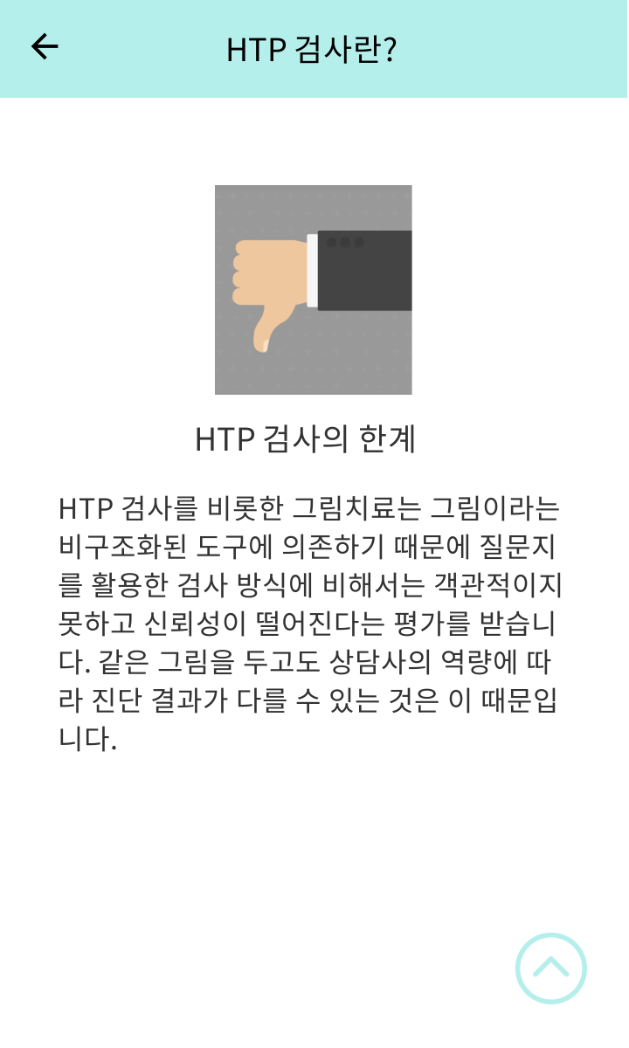 HTP 검사란?
HTP 검사의 한계
HTP 검사를 비롯한 그림치료는 그림이라는
비구조화된 도구에 의존하기 때문에 질문지
를 활용한 검사 방식에 비해서는 객관적이지
못하고 신뢰성이 떨어진다는 평가를 받습니
다. 같은 그림을 두고도 상담사의 역량에 따
라 진단 결과가 다를 수 있는 것은 이 때문입
니다.